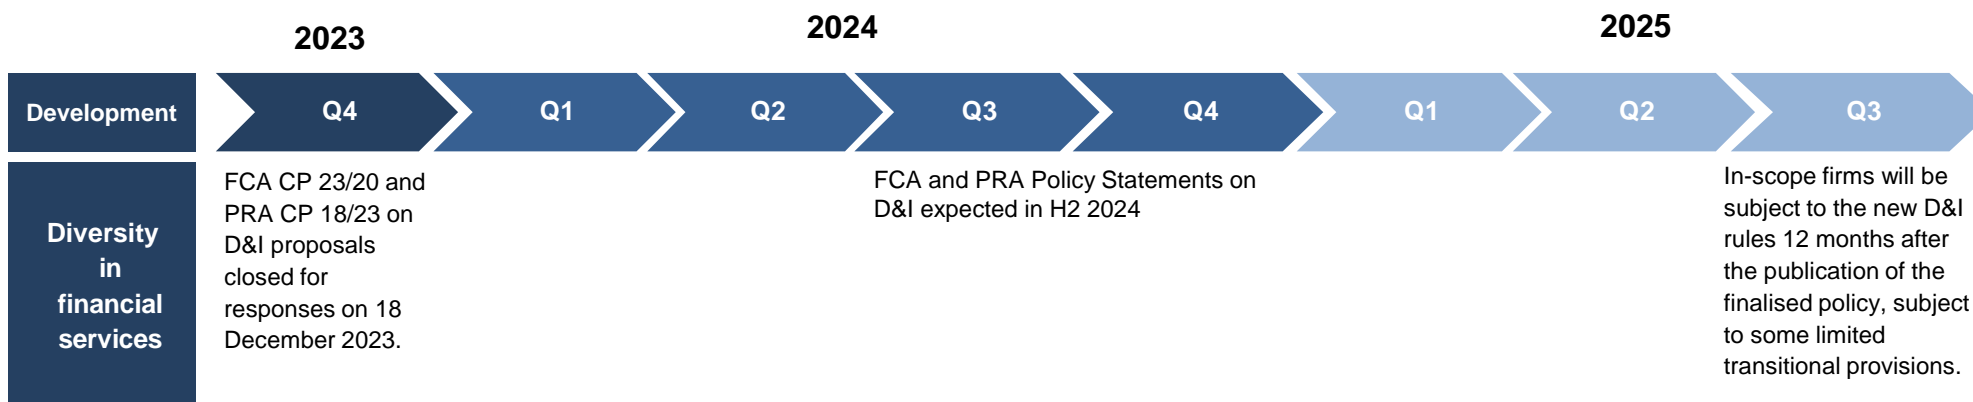 2023
2024
2025
Development
Q4
Q1
Q2
Q3
Q4
Q1
Q2
Q3
Diversity
in
financial
services
FCA CP 23/20 and
PRA CP 18/23 on
D&I proposals
closed for
responses on 18
December 2023.
FCA and PRA Policy Statements on
D&I expected in H2 2024
In-scope firms will be
subject to the new D&I
rules 12 months after
the publication of the
finalised policy, subject
to some limited
transitional provisions.